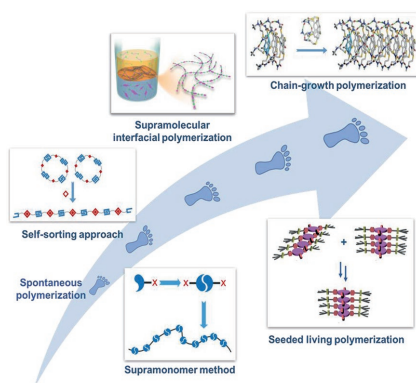 Chain-growth polymerization
Supramolecular
interfacial polymerization
Self-sorting approach
Spontaneous
polymerization
Seeded living polymerization
Supramonomer method
X
X
X
X
+